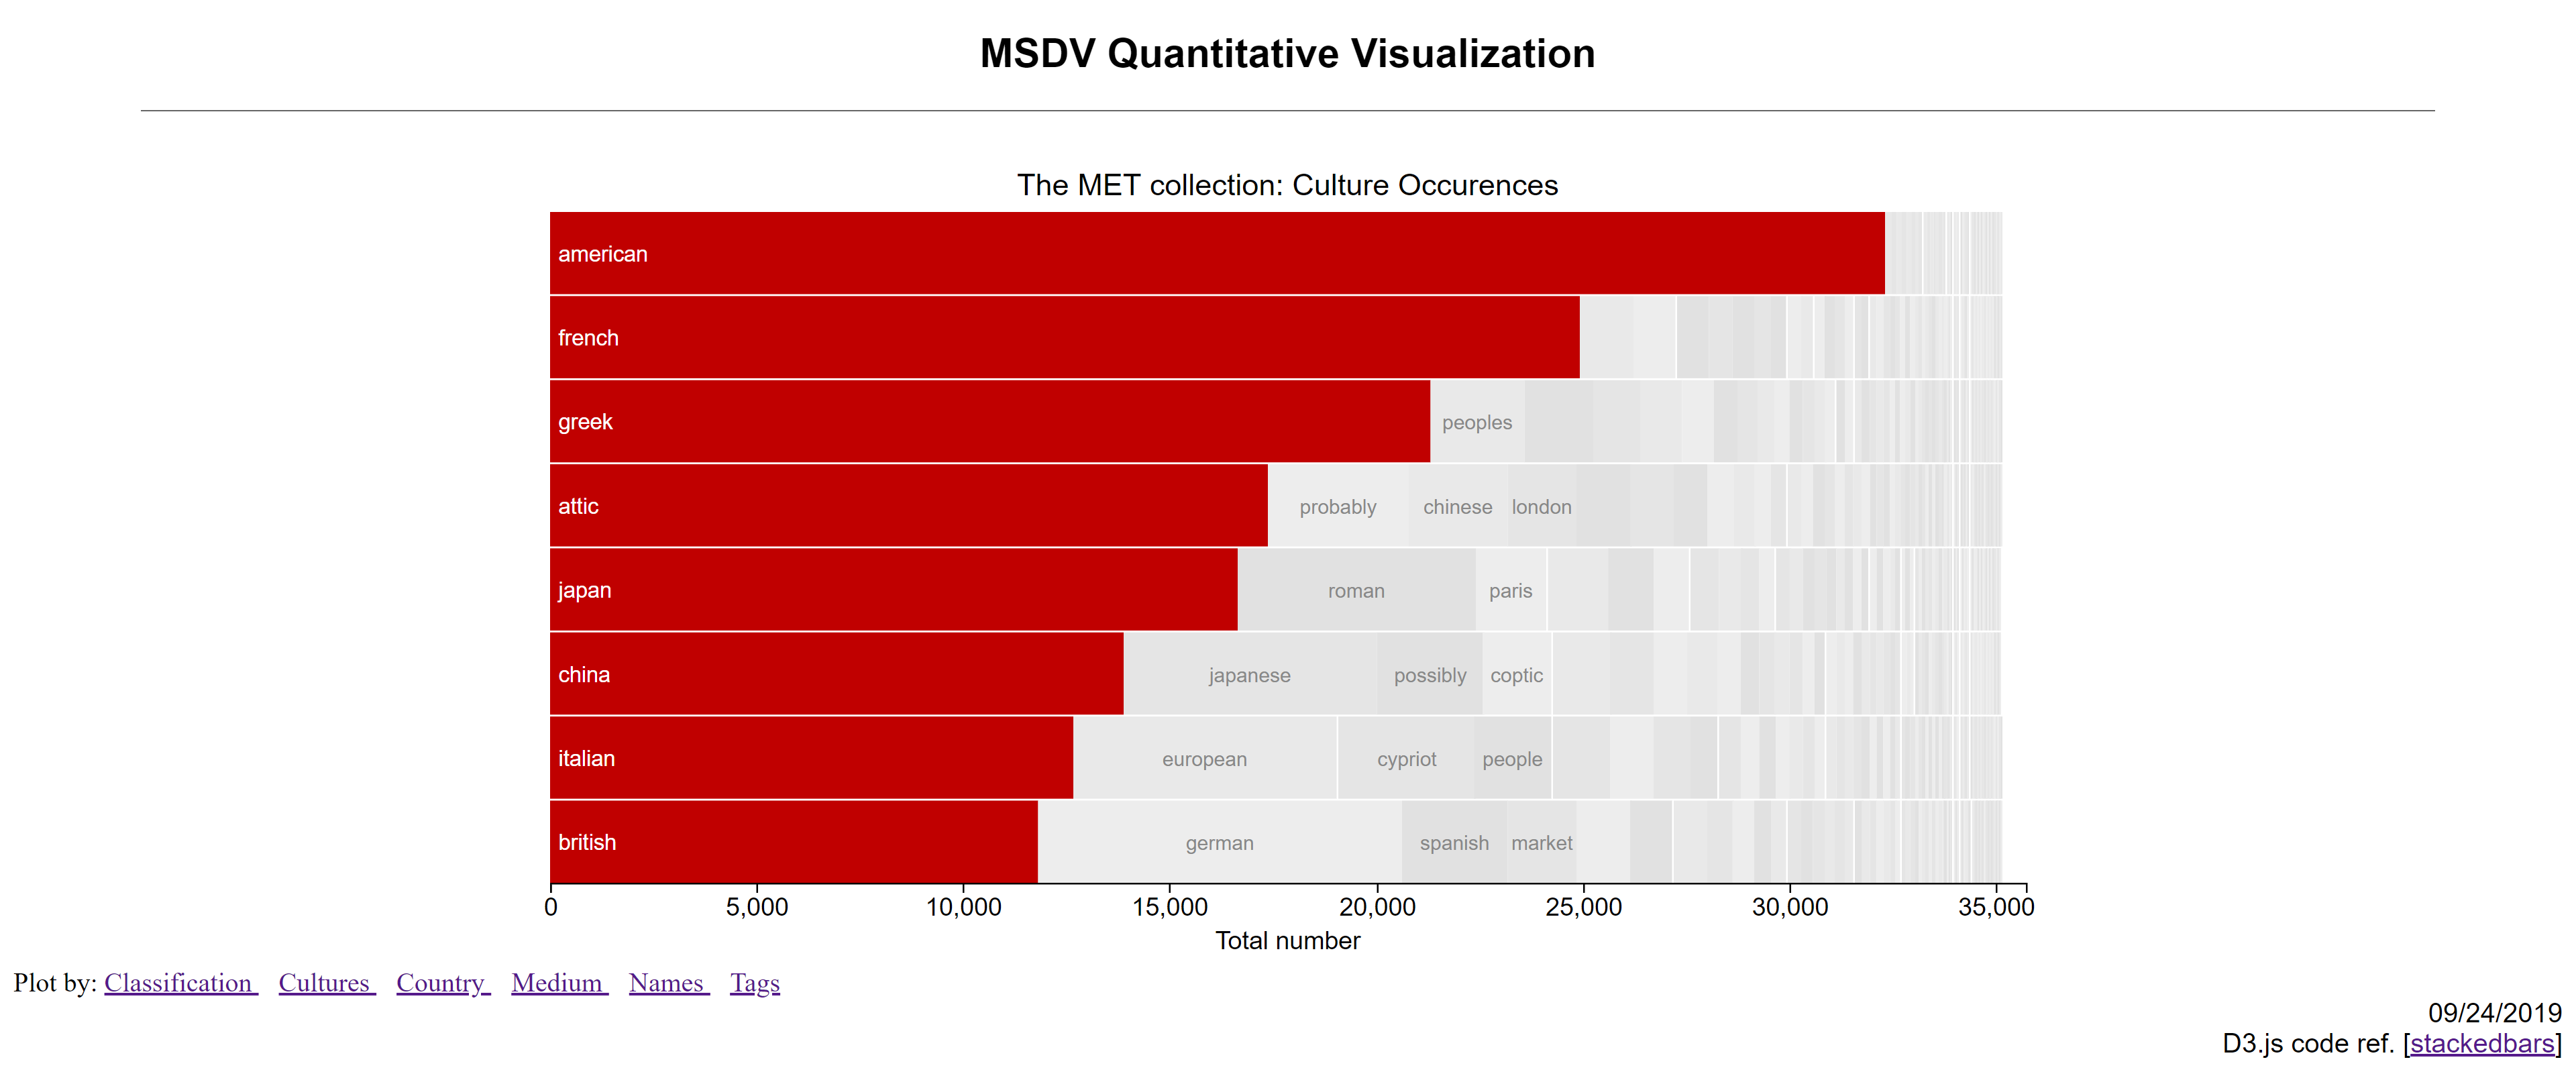 MSDV Quantitative Visualization
The MET collection: Culture Occurences
american
french
greek peoples
attic probably chinese london
japan roman paris
china japanese possibly coptic
italian european cypriot people
british german spanish market
0 5,000 10,000 15,000 20,000 25,000 30,000 35,000
Total number
Plot by: Classification Cultures Country Medium Names Tags
09/24/2019
D3.js code ref. [stackedbars]